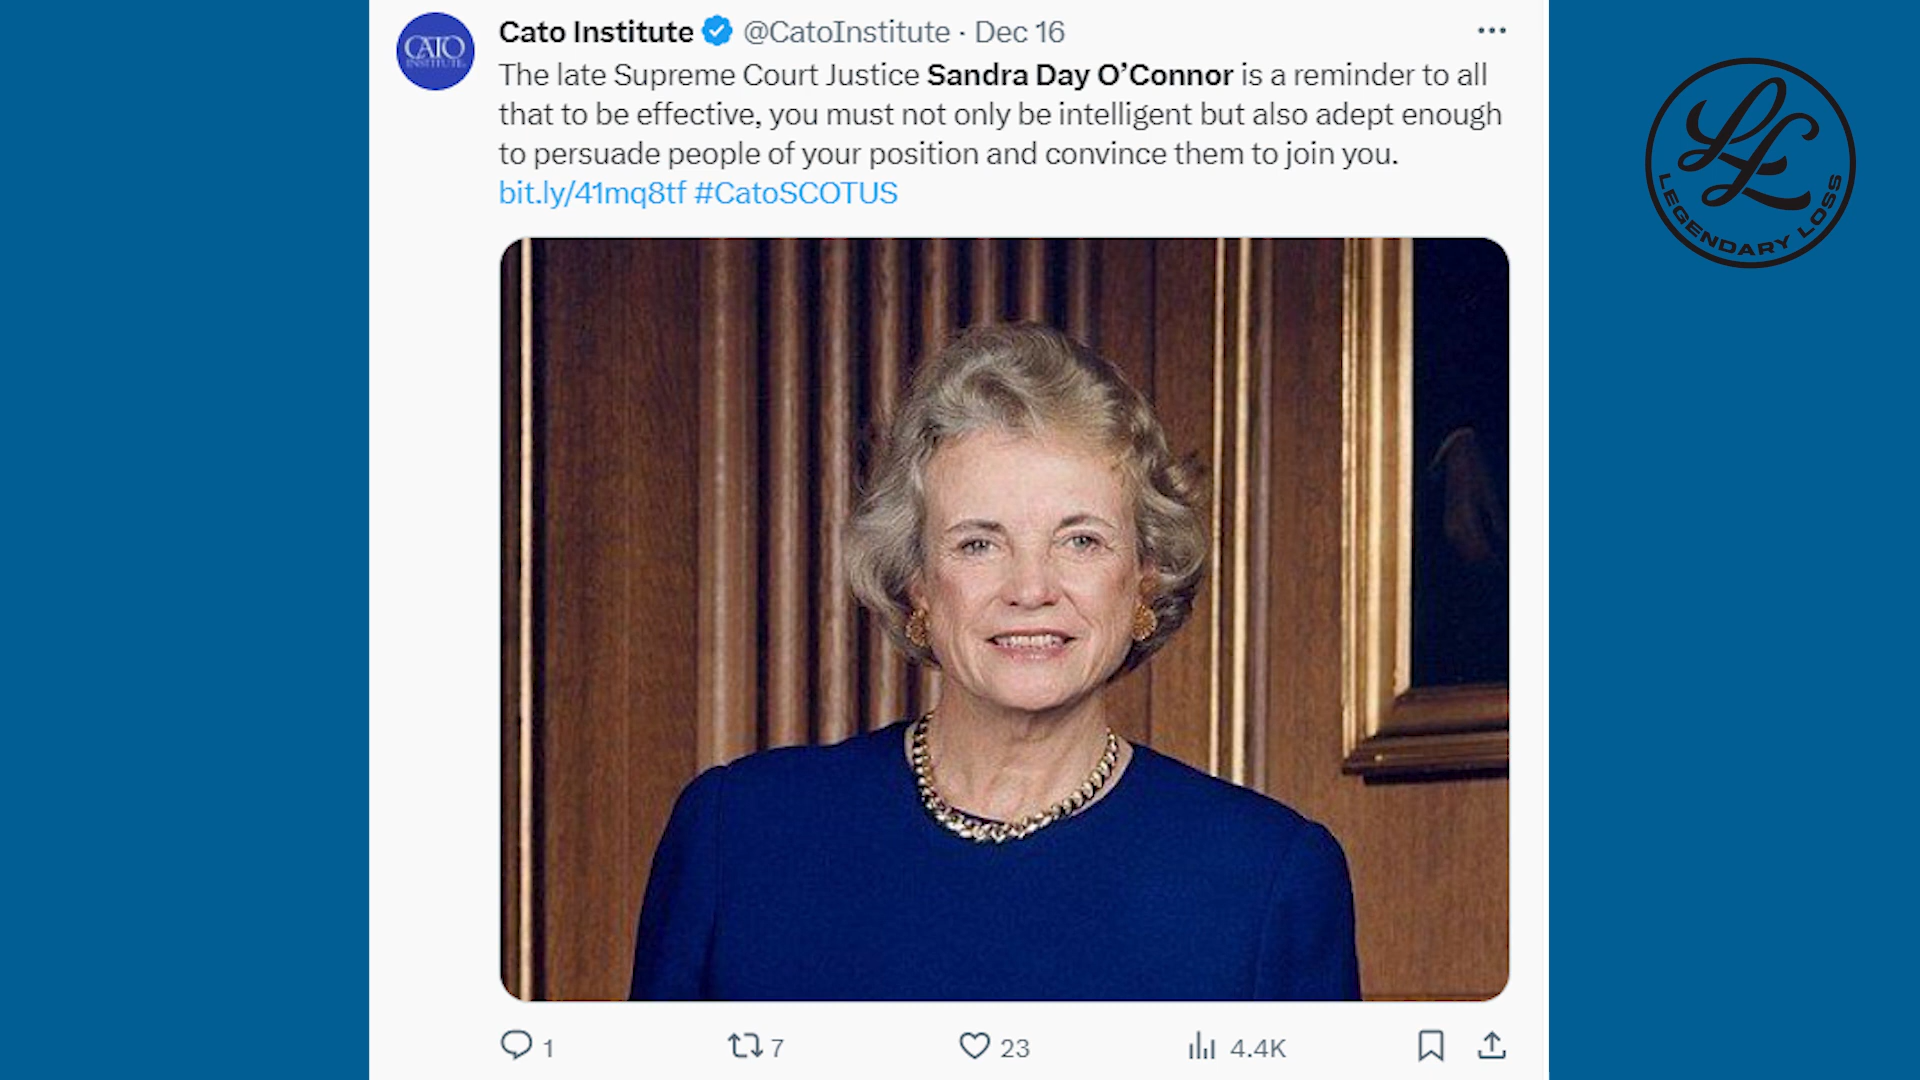 CATO
INSTITUTE
Cato Institute @CatoInstitute · Dec 16
The late Supreme Court Justice Sandra Day O’Connor is a reminder to all
that to be effective, you must not only be intelligent but also adept enough
to persuade people of your position and convince them to join you.
bit.ly/41mq8tf #CatoSCOTUS
1 7 23 4.4K
LL
LEGENDARY LOSS